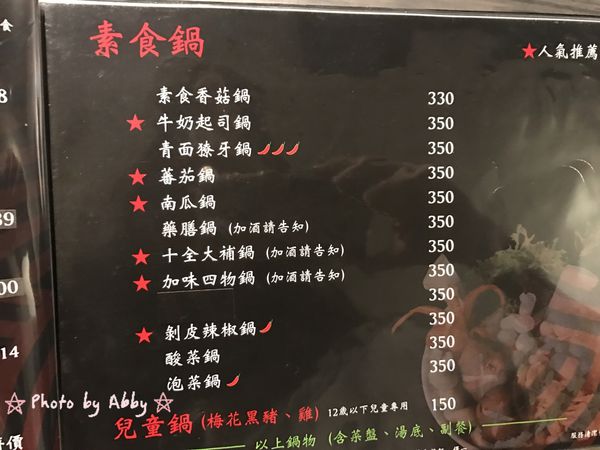 素食鍋
★人氣推薦
素食香菇鍋 330
★ 牛奶起司鍋 350
青面獠牙鍋 350
★ 蕃茄鍋 350
★ 南瓜鍋 350
藥膳鍋 (加酒請告知) 350
★ 十全大補鍋 (加酒請告知) 350
★ 加味四物鍋 (加酒請告知) 350
350
★ 剝皮辣椒鍋 350
酸菜鍋 350
泡菜鍋 350
兒童鍋 (梅花黑豬、雞) 12歲以下兒童專用 150
以上鍋物 (含菜盤、湯底、副餐)
8
39
00
14
價
☆ Photo by Abby ☆